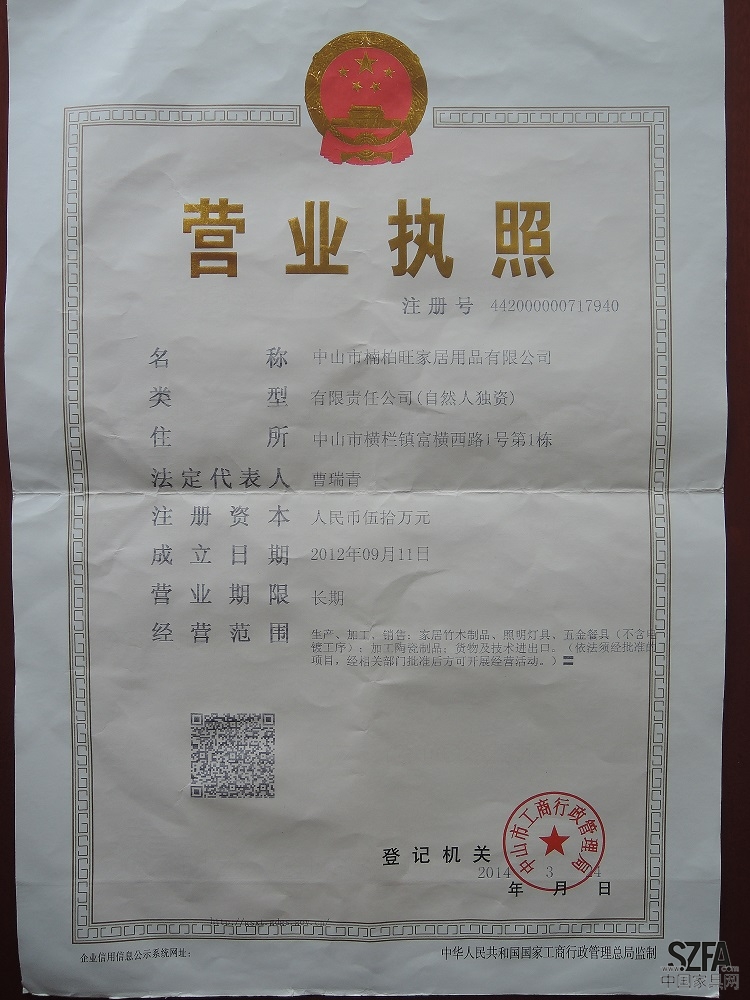 营业执照
注册号 442000000717940
名称 中山市楠柏旺家居用品有限公司
类型 有限责任公司(自然人独资)
住所 中山市横栏镇富横西路1号第1栋
法定代表人 曹瑞青
注册资本 人民币伍拾万元
成立日期 2012年09月11日
营业期限 长期
经营范围 生产、加工、销售：家居竹木制品、照明灯具、五金餐具（不含电
镀工序）；加工陶瓷制品；货物及技术进出口。（依法须经批准的
项目，经相关部门批准后方可开展经营活动。）
中山市工商行政管理局
登记机关
2014年3月24日
企业信用信息公示系统网址：
中华人民共和国国家工商行政管理总局监制
SZFA
中国家具网